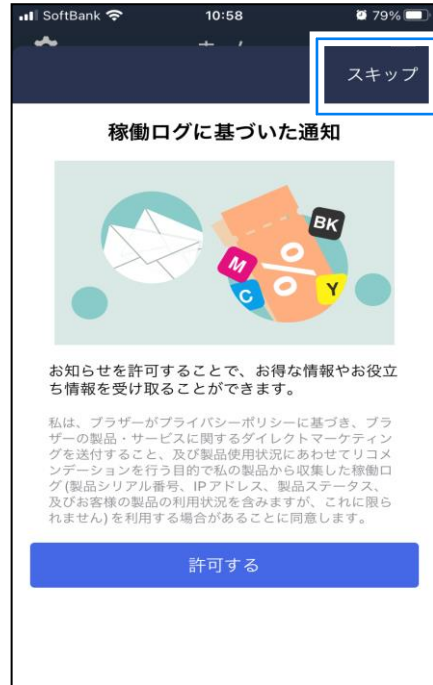 SoftBank 10:58 79%
スキップ
稼働ログに基づいた通知
BK
M
C
Y
%
お知らせを許可することで、お得な情報やお役立
ち情報を受け取ることができます。
私は、ブラザーがプライバシーポリシーに基づき、ブラ
ザーの製品・サービスに関するダイレクトマーケティン
グを送付すること、及び製品使用状況にあわせてリコメ
ンデーションを行う目的で私の製品から収集した稼働ロ
グ (製品シリアル番号、IP アドレス、製品ステータス、
及びお客様の製品の利用状況を含みますが、これに限ら
れません) を利用する場合があることに同意します。
許可する